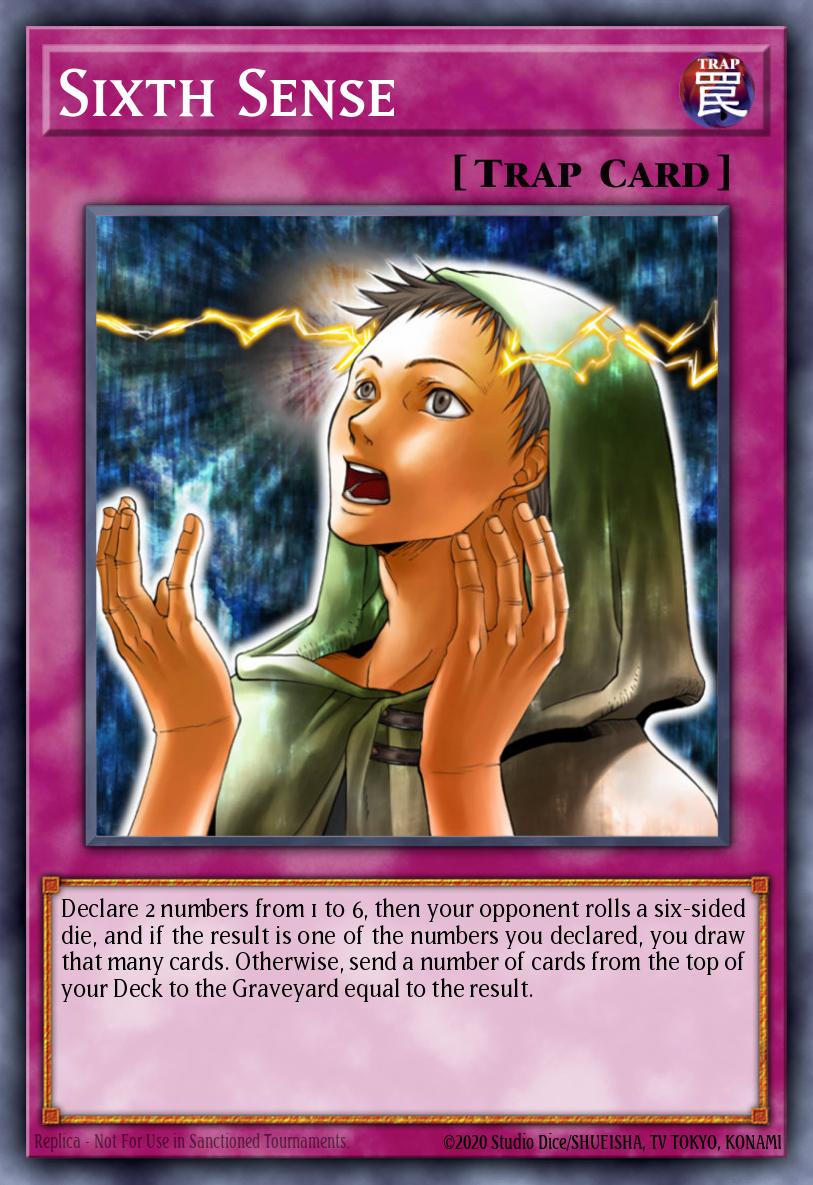 Sixth Sense
TRAP
罠
[Trap Card]
Declare 2 numbers from 1 to 6, then your opponent rolls a six-sided
die, and if the result is one of the numbers you declared, you draw
that many cards. Otherwise, send a number of cards from the top of
your Deck to the Graveyard equal to the result.
Replica - Not For Use in Sanctioned Tournaments.
©2020 Studio Dice/SHUEISHA, TV TOKYO, KONAMI